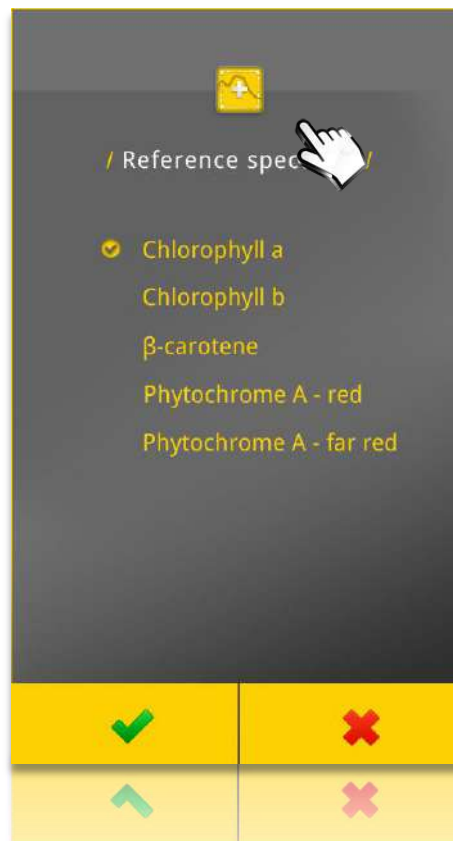 / Reference /
Chlorophyll a
Chlorophyll b
β-carotene
Phytochrome A - red
Phytochrome A - far red